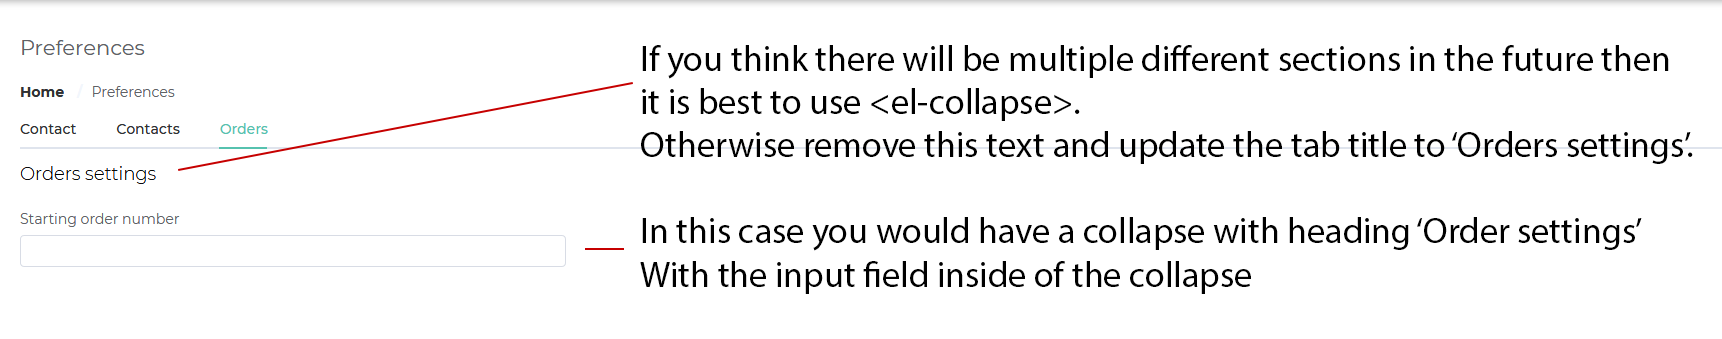 Preferences
Home / Preferences
Contact Contacts Orders
Orders settings
Starting order number
If you think there will be multiple different sections in the future then
it is best to use <el-collapse>.
Otherwise remove this text and update the tab title to ‘Orders settings’.
In this case you would have a collapse with heading ‘Order settings’
With the input field inside of the collapse